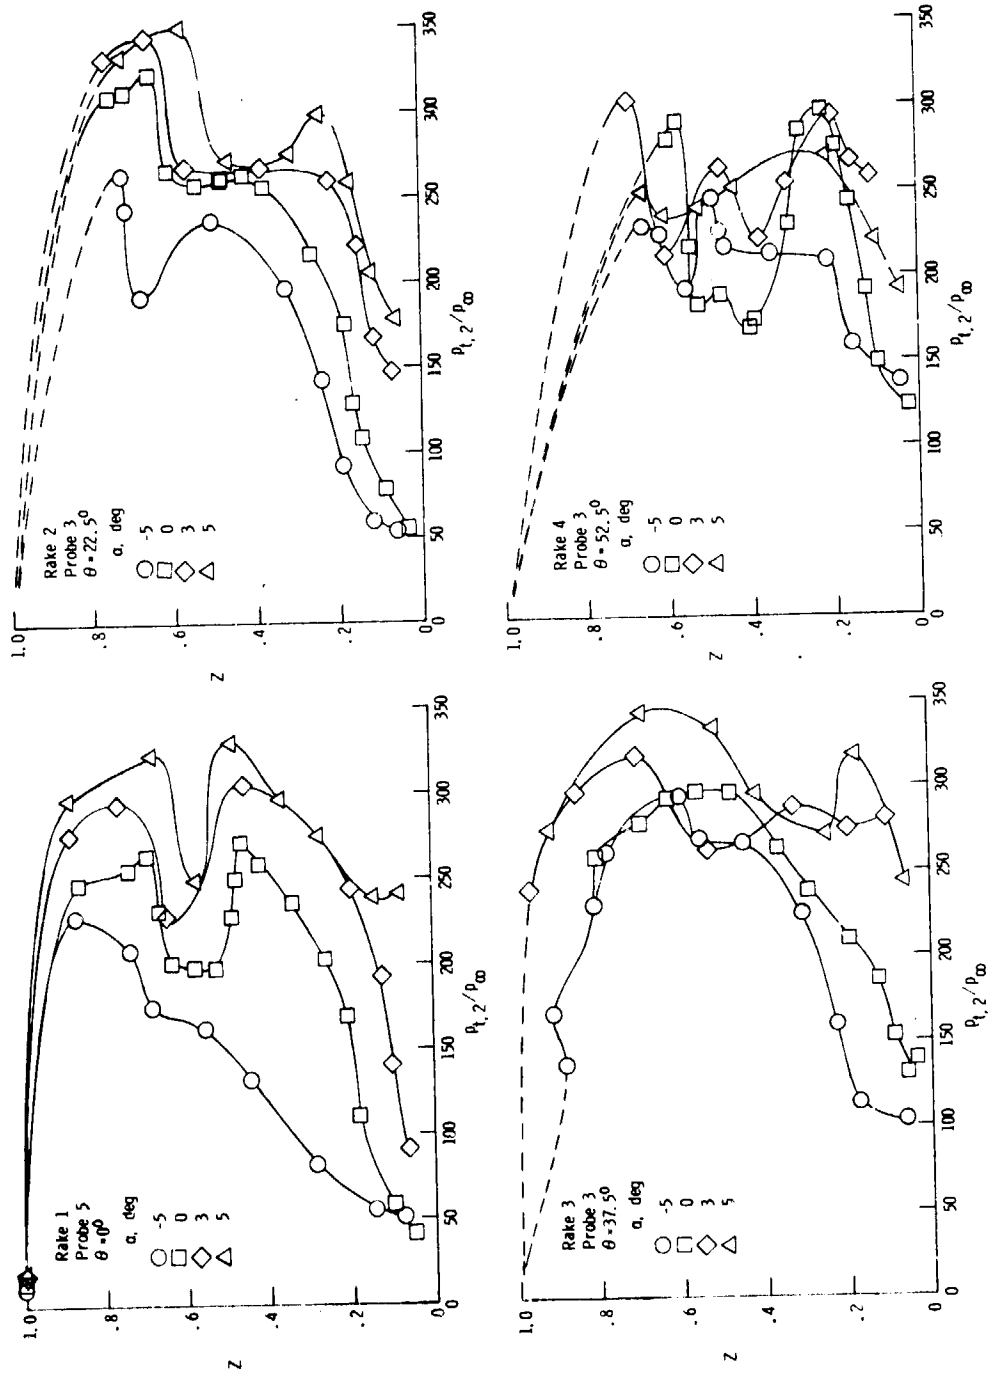 Rake 1
Probe 5
θ = 0⁰
α, deg
-5
0
3
5
1.0
.8
.6
.4
.2
0
Z
0
50
100
150
200
250
300
350
p_t, 2/p_∞
Rake 2
Probe 3
θ = 22.5⁰
α, deg
-5
0
3
5
1.0
.8
.6
.4
.2
0
Z
50
100
150
200
250
300
350
p_t, 2/p_∞
Rake 3
Probe 3
θ = 37.5⁰
α, deg
-5
0
3
5
1.0
.8
.6
.4
.2
0
Z
0
50
100
150
200
250
300
350
p_t, 2/p_∞
Rake 4
Probe 3
θ = 52.5⁰
α, deg
-5
0
3
5
1.0
.8
.6
.4
.2
0
Z
0
50
100
150
200
250
300
350
p_t, 2/p_∞